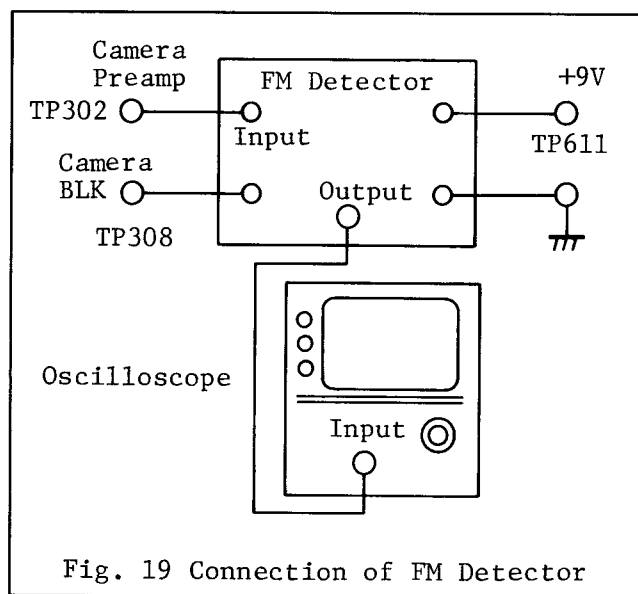 Camera
Preamp
TP302
Input
FM Detector
+9V
TP611
Camera
BLK
TP308
Output
Oscilloscope
Input
Fig. 19 Connection of FM Detector